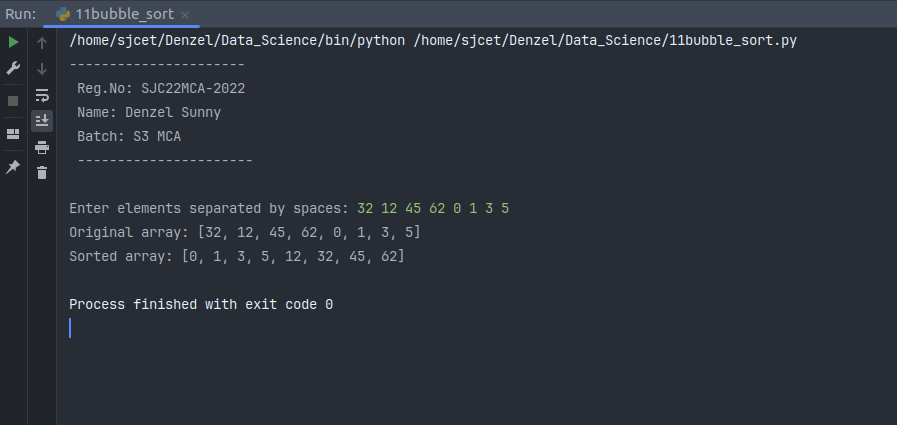 Run: 11bubble_sort ×
/home/sjcet/Denzel/Data_Science/bin/python /home/sjcet/Denzel/Data_Science/11bubble_sort.py
----------------------
Reg.No: SJC22MCA-2022
Name: Denzel Sunny
Batch: S3 MCA
----------------------
Enter elements separated by spaces: 32 12 45 62 0 1 3 5
Original array: [32, 12, 45, 62, 0, 1, 3, 5]
Sorted array: [0, 1, 3, 5, 12, 32, 45, 62]
Process finished with exit code 0